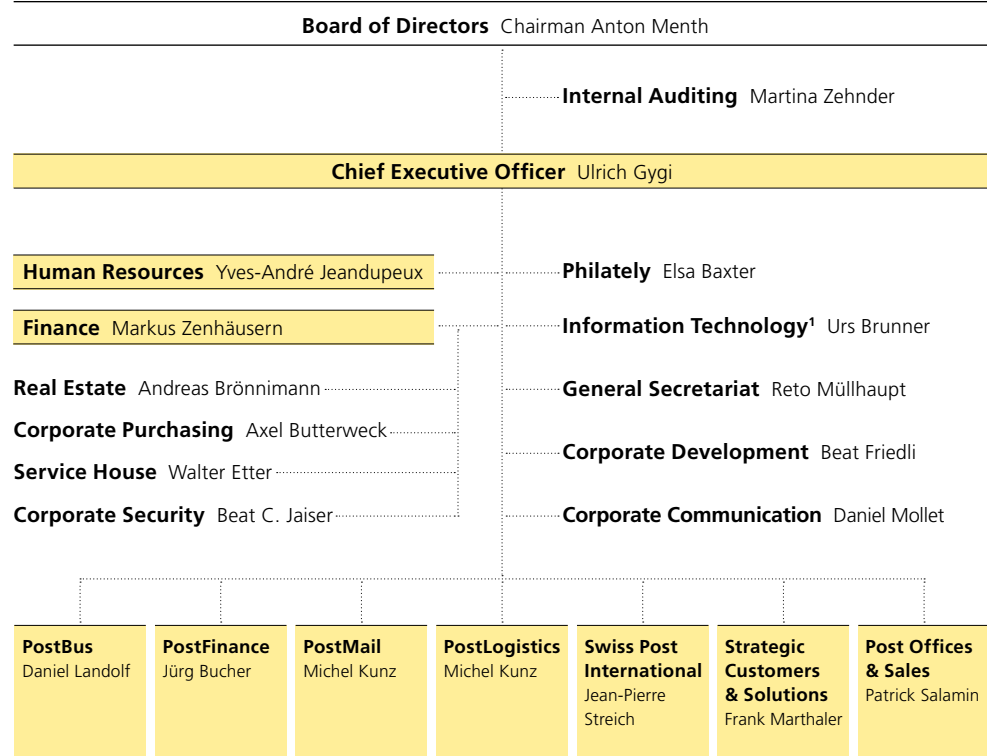 Board of Directors Chairman Anton Menth
Internal Auditing Martina Zehnder
Chief Executive Officer Ulrich Gygi
Human Resources Yves-André Jeandupeux
Philately Elsa Baxter
Finance Markus Zenhäusern
Information Technology¹ Urs Brunner
Real Estate Andreas Brönnimann
General Secretariat Reto Müllhaupt
Corporate Purchasing Axel Butterweck
Corporate Development Beat Friedli
Service House Walter Etter
Corporate Security Beat C. Jaiser
Corporate Communication Daniel Mollet
PostBus
Daniel Landolf
PostFinance
Jürg Bucher
PostMail
Michel Kunz
PostLogistics
Michel Kunz
Swiss Post
International
Jean-Pierre
Streich
Strategic
Customers
& Solutions
Frank Marthaler
Post Offices
& Sales
Patrick Salamin